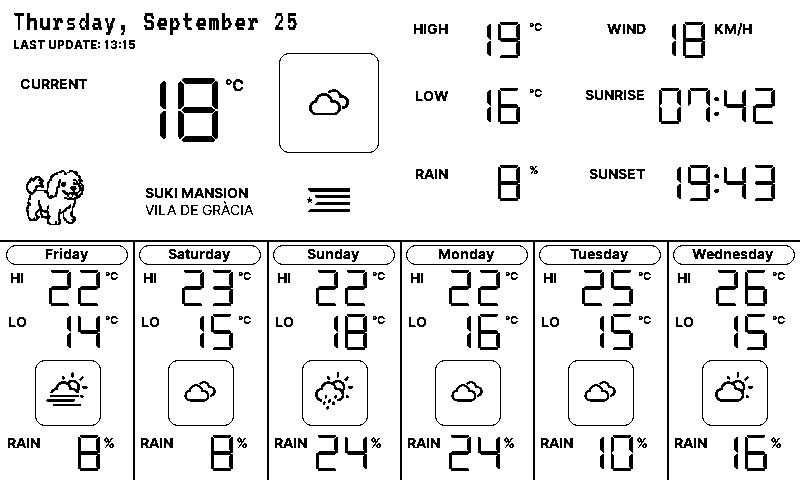 Thursday, September 25
LAST UPDATE: 13:15
CURRENT 18 °C
HIGH 19 °C
WIND 18 KM/H
LOW 16 °C
SUNRISE 07:42
RAIN 8 %
SUNSET 19:43
SUKI MANSION
VILA DE GRÀCIA
Friday
HI 22 °C
LO 14 °C
RAIN 8 %
Saturday
HI 23 °C
LO 15 °C
RAIN 8 %
Sunday
HI 22 °C
LO 18 °C
RAIN 24 %
Monday
HI 22 °C
LO 16 °C
RAIN 24 %
Tuesday
HI 25 °C
LO 15 °C
RAIN 10 %
Wednesday
HI 26 °C
LO 15 °C
RAIN 16 %